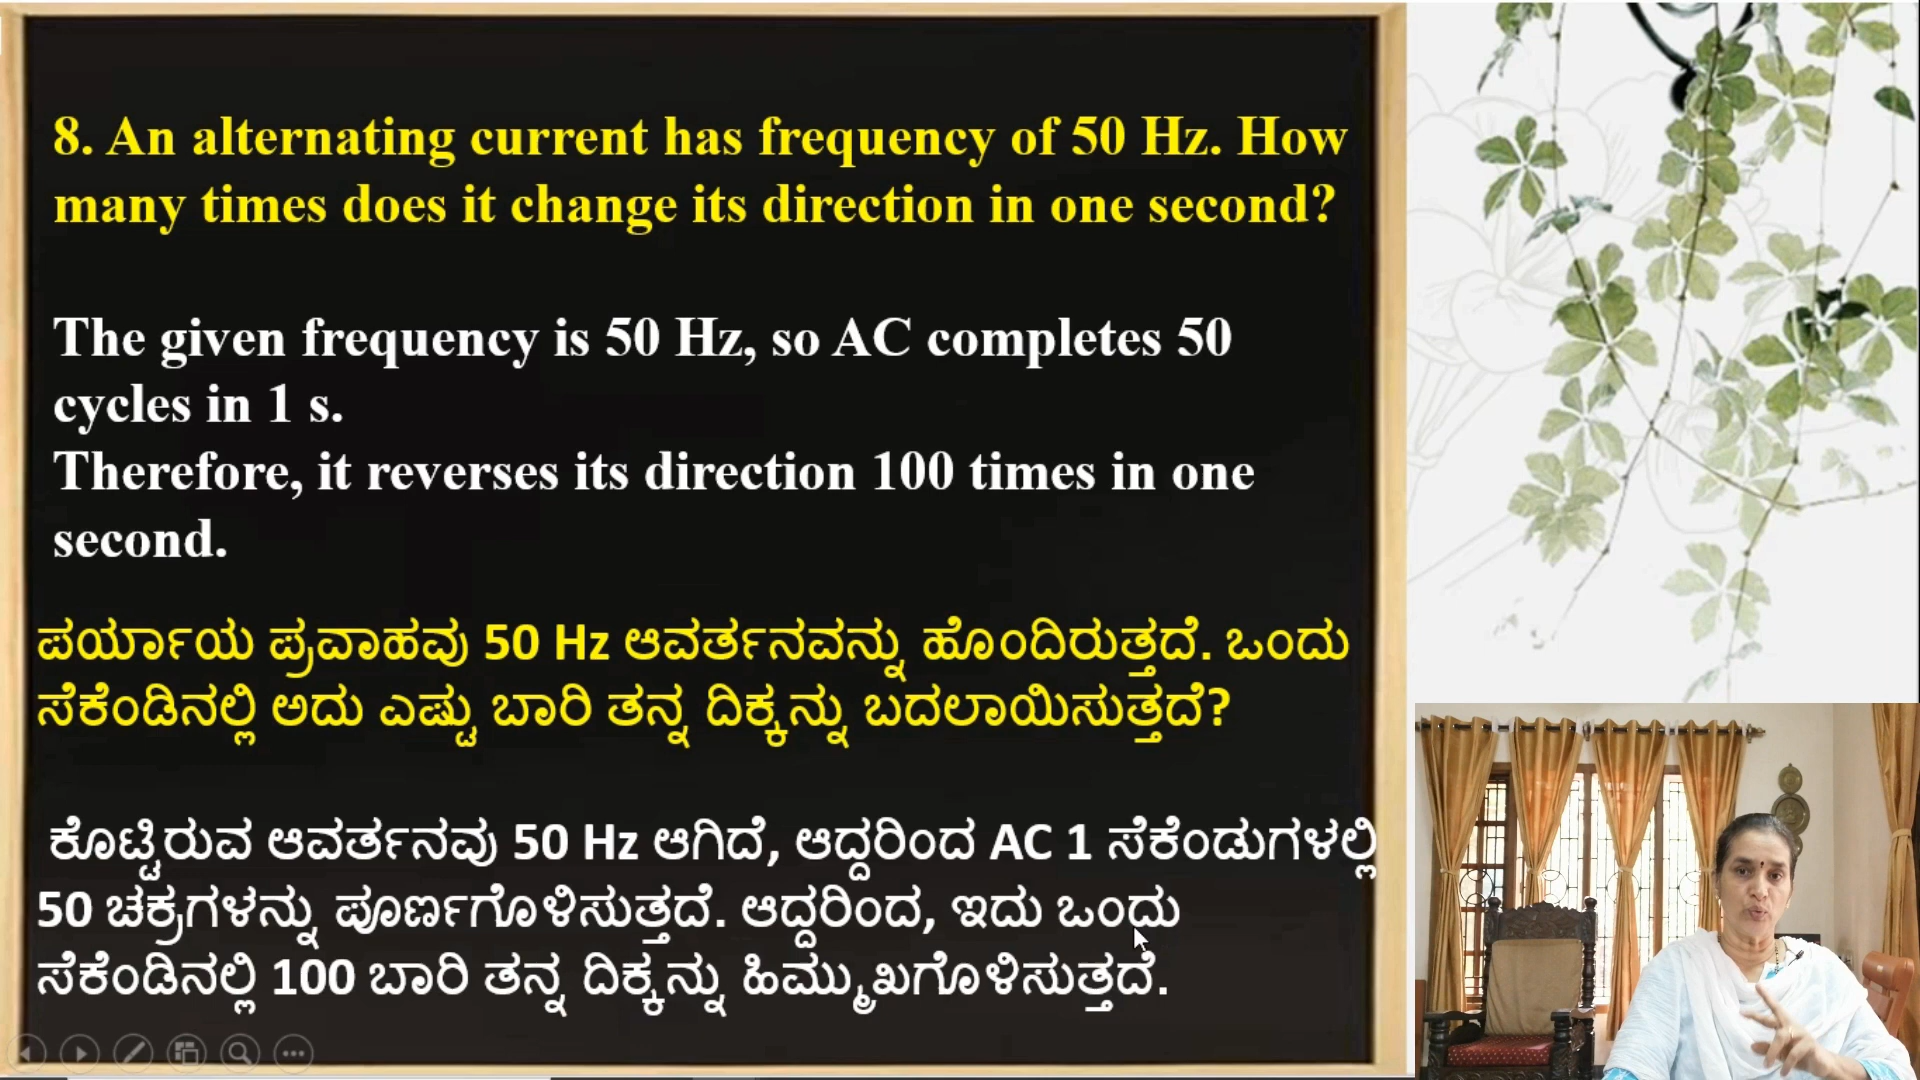 8. An alternating current has frequency of 50 Hz. How
many times does it change its direction in one second?
The given frequency is 50 Hz, so AC completes 50
cycles in 1 s.
Therefore, it reverses its direction 100 times in one
second.
ಪರ್ಯಾಯ ಪ್ರವಾಹವು 50 Hz ಆವರ್ತನವನ್ನು ಹೊಂದಿರುತ್ತದೆ. ಒಂದು
ಸೆಕೆಂಡಿನಲ್ಲಿ ಅದು ಎಷ್ಟು ಬಾರಿ ತನ್ನ ದಿಕ್ಕನ್ನು ಬದಲಾಯಿಸುತ್ತದೆ?
ಕೊಟ್ಟಿರುವ ಆವರ್ತನವು 50 Hz ಆಗಿದೆ, ಆದ್ದರಿಂದ AC 1 ಸೆಕೆಂಡುಗಳಲ್ಲಿ
50 ಚಕ್ರಗಳನ್ನು ಪೂರ್ಣಗೊಳಿಸುತ್ತದೆ. ಆದ್ದರಿಂದ, ಇದು ಒಂದು
ಸೆಕೆಂಡಿನಲ್ಲಿ 100 ಬಾರಿ ತನ್ನ ದಿಕ್ಕನ್ನು ಹಿಮ್ಮುಖಗೊಳಿಸುತ್ತದೆ.